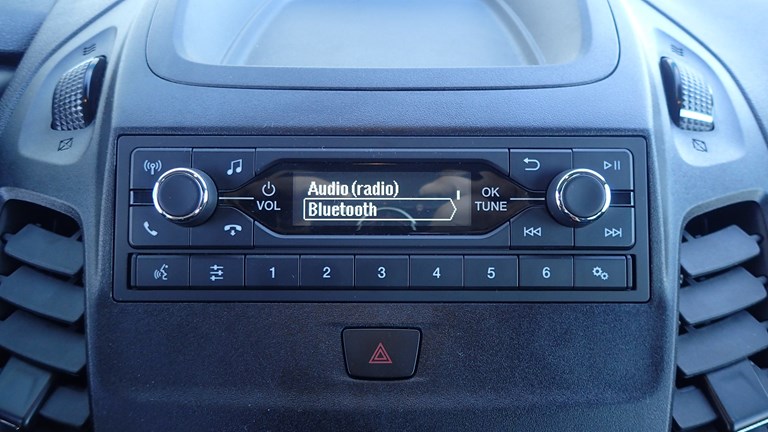 Audio (radio)
Bluetooth
VOL
OK
TUNE
1 2 3 4 5 6